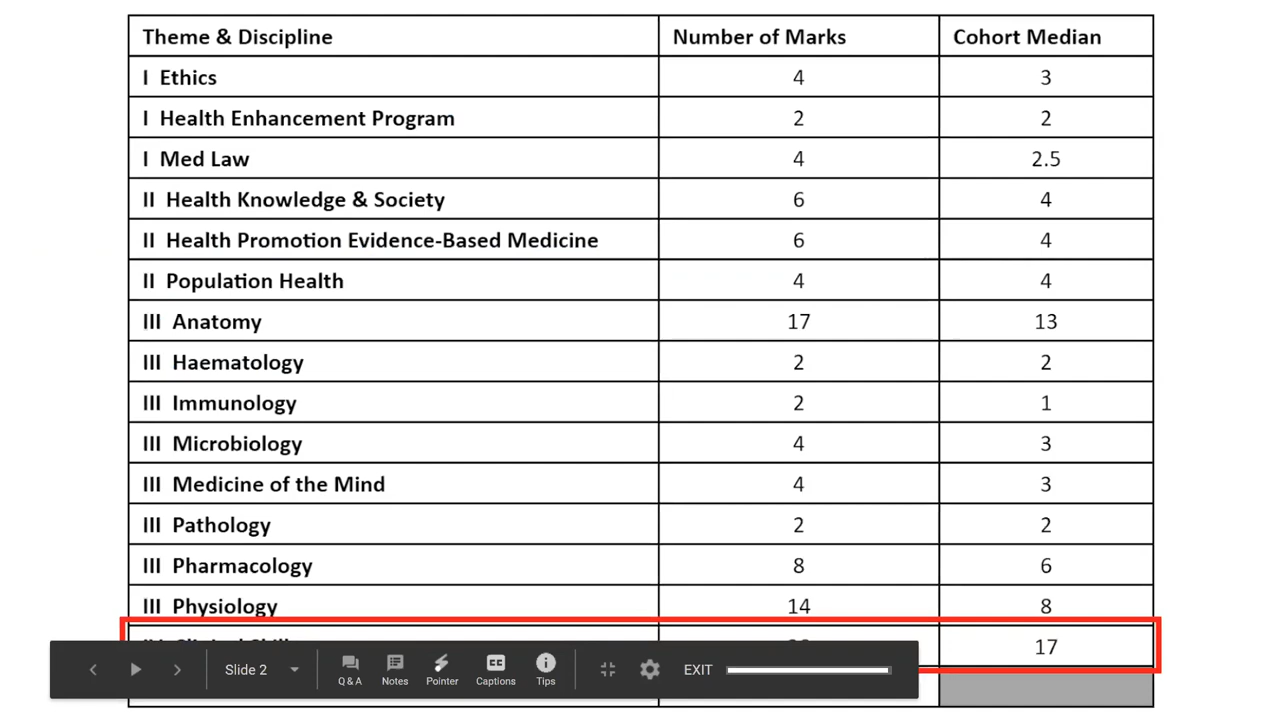 Theme & Discipline Number of Marks Cohort Median
I Ethics 4 3
I Health Enhancement Program 2 2
I Med Law 4 2.5
II Health Knowledge & Society 6 4
II Health Promotion Evidence-Based Medicine 6 4
II Population Health 4 4
III Anatomy 17 13
III Haematology 2 2
III Immunology 2 1
III Microbiology 4 3
III Medicine of the Mind 4 3
III Pathology 2 2
III Pharmacology 8 6
III Physiology 14 8
17
Slide 2 Q & A Notes Pointer Captions Tips EXIT